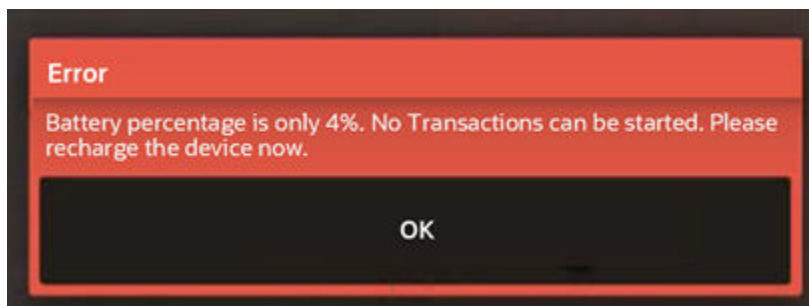 Error
Battery percentage is only 4%. No Transactions can be started. Please
recharge the device now.
OK